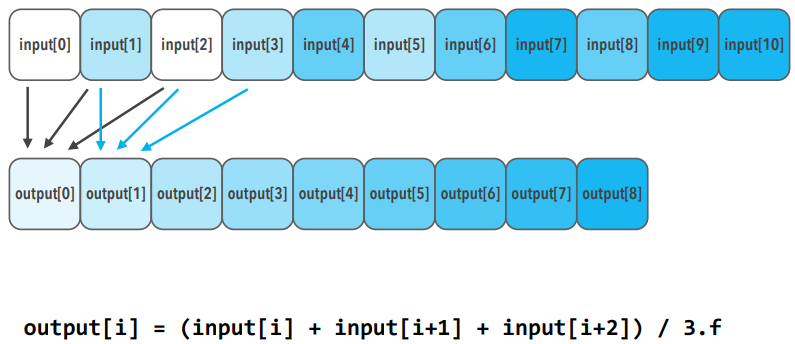 input[0] input[1] input[2] input[3] input[4] input[5] input[6] input[7] input[8] input[9] input[10]
output[0] output[1] output[2] output[3] output[4] output[5] output[6] output[7] output[8]
output[i] = (input[i] + input[i+1] + input[i+2]) / 3.f